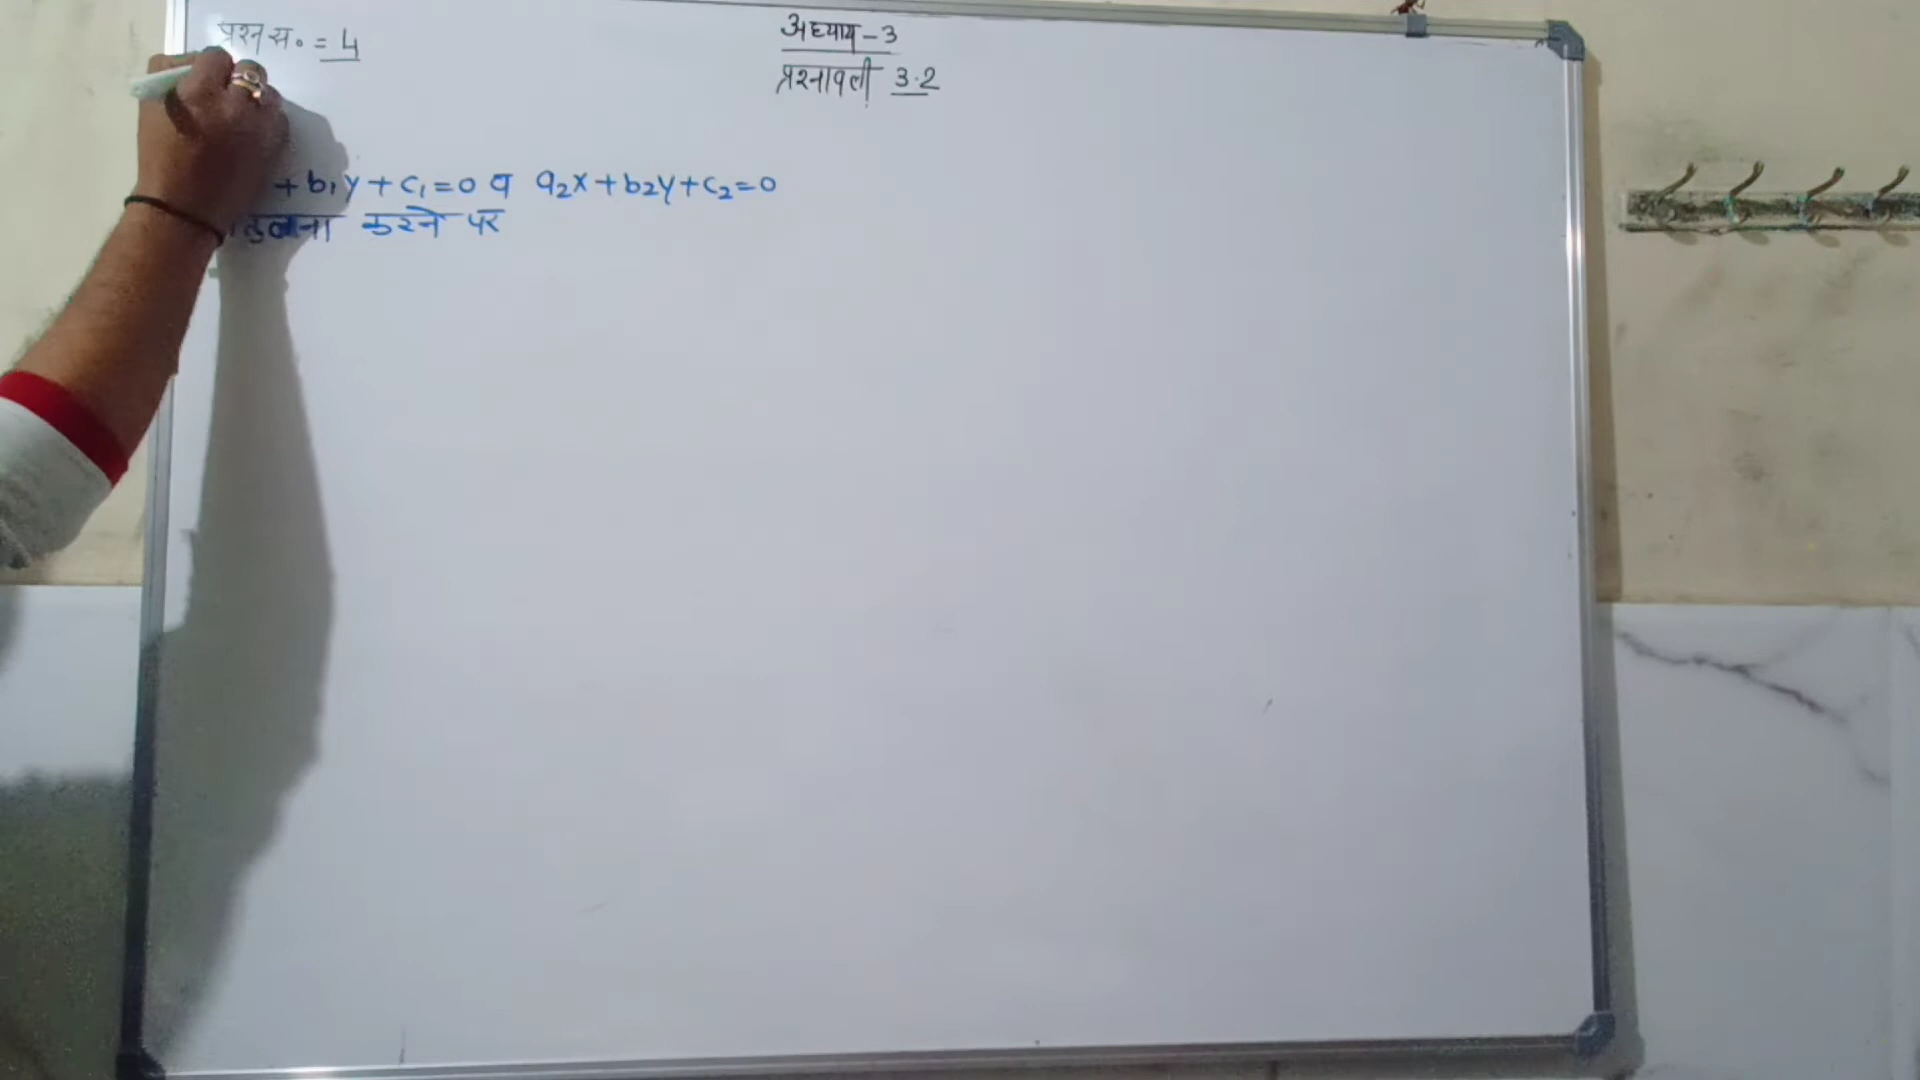 प्रश्न स० = 4
अध्याय - 3
प्रश्नावली 3.2
+ b₁y + c₁ = 0 व a₂x + b₂y + c₂ = 0
तुलना करने पर